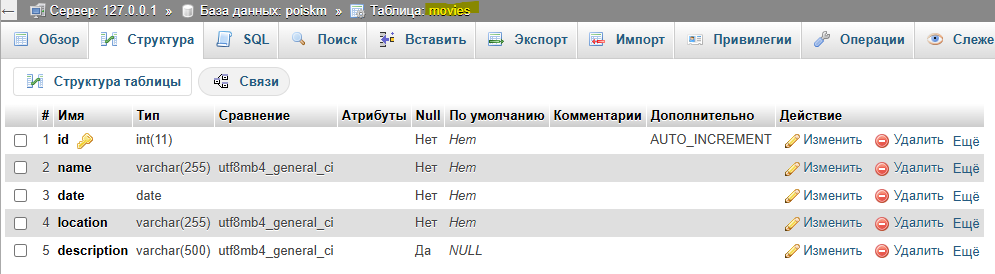 ← Сервер: 127.0.0.1 » База данных: poiskm » Таблица: movies
Обзор Структура SQL Поиск Вставить Экспорт Импорт Привилегии Операции Слеже
Структура таблицы Связи
# Имя Тип Сравнение Атрибуты Null По умолчанию Комментарии Дополнительно Действие
1 id int(11) Нет Нет AUTO_INCREMENT Изменить Удалить Ещё
2 name varchar(255) utf8mb4_general_ci Нет Нет Изменить Удалить Ещё
3 date date Нет Нет Изменить Удалить Ещё
4 location varchar(255) utf8mb4_general_ci Нет Нет Изменить Удалить Ещё
5 description varchar(500) utf8mb4_general_ci Да NULL Изменить Удалить Ещё